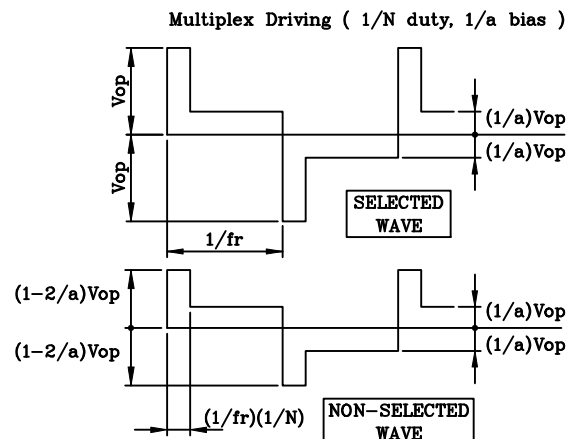 Multiplex Driving ( 1/N duty, 1/a bias )
Vop
(1/a)Vop
Vop
(1/a)Vop
SELECTED
WAVE
1/fr
(1-2/a)Vop
(1/a)Vop
(1-2/a)Vop
(1/a)Vop
(1/fr)(1/N)
NON-SELECTED
WAVE